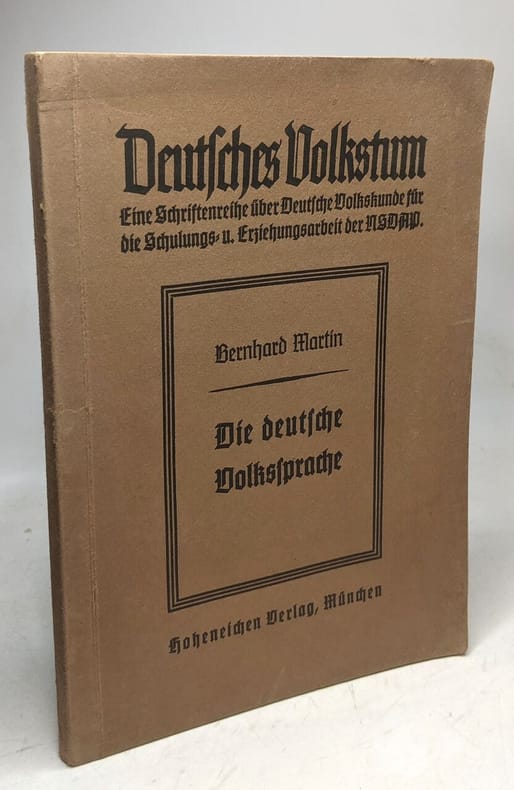 Deutsches Volkstum
Eine Schriftenreihe über Deutsche Volkskunde für
die Schulungs- u. Erziehungsarbeit der NSDAP.
Bernhard Martin
Die deutsche
Volkssprache
Hoheneichen Verlag, München